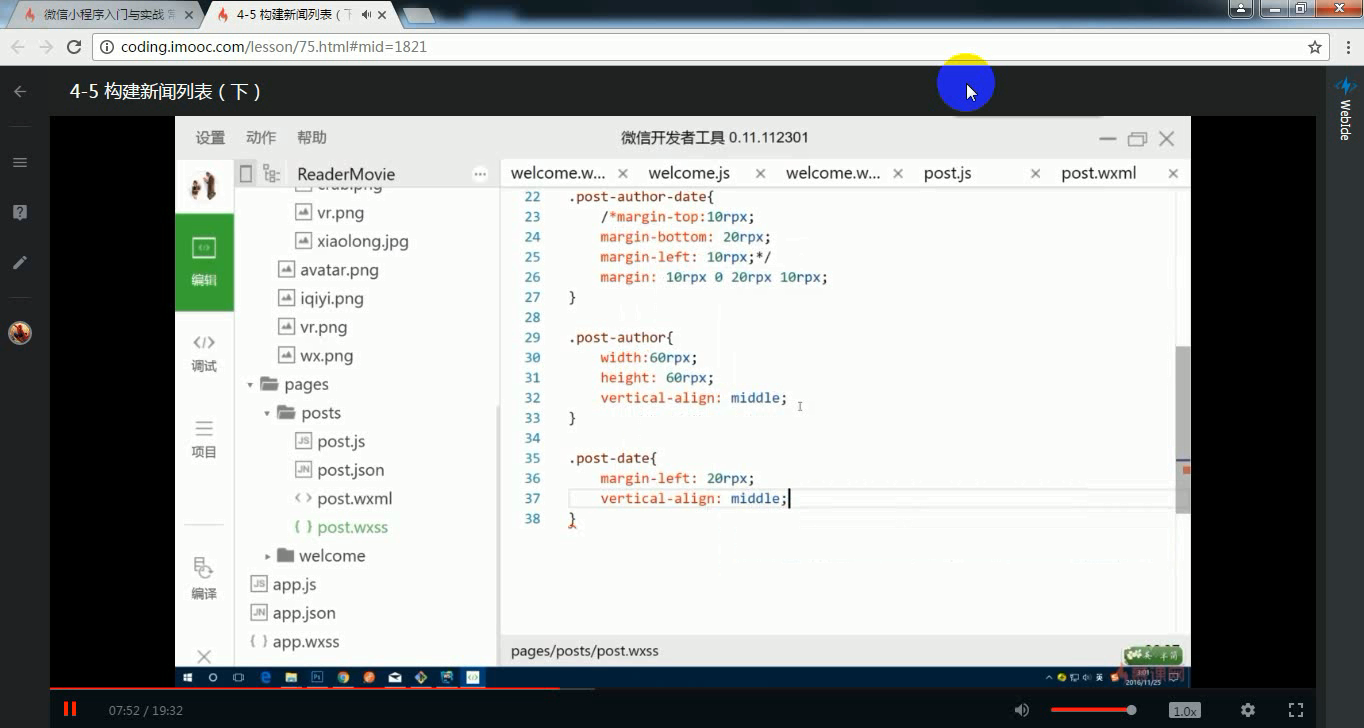 微信小程序入门与实战
4-5 构建新闻列表（下
coding.imooc.com/lesson/75.html#mid=1821
4-5 构建新闻列表（下）
WebIde
设置 动作 帮助 微信开发者工具 0.11.112301
ReaderMovie
welcome.w... welcome.js welcome.w... post.js post.wxml
编辑
调试
项目
编译
vr.png
xiaolong.jpg
avatar.png
iqiyi.png
vr.png
wx.png
pages
posts
JS post.js
JN post.json
post.wxml
{ } post.wxss
welcome
JS app.js
JN app.json
{ } app.wxss
22 .post-author-date{
23 /*margin-top:10rpx;
24 margin-bottom: 20rpx;
25 margin-left: 10rpx;*/
26 margin: 10rpx 0 20rpx 10rpx;
27 }
28
29 .post-author{
30 width:60rpx;
31 height: 60rpx;
32 vertical-align: middle;
33 }
34
35 .post-date{
36 margin-left: 20rpx;
37 vertical-align: middle;
38 }
pages/posts/post.wxss
英
2016/11/25
07:52 / 19:32
1.0x